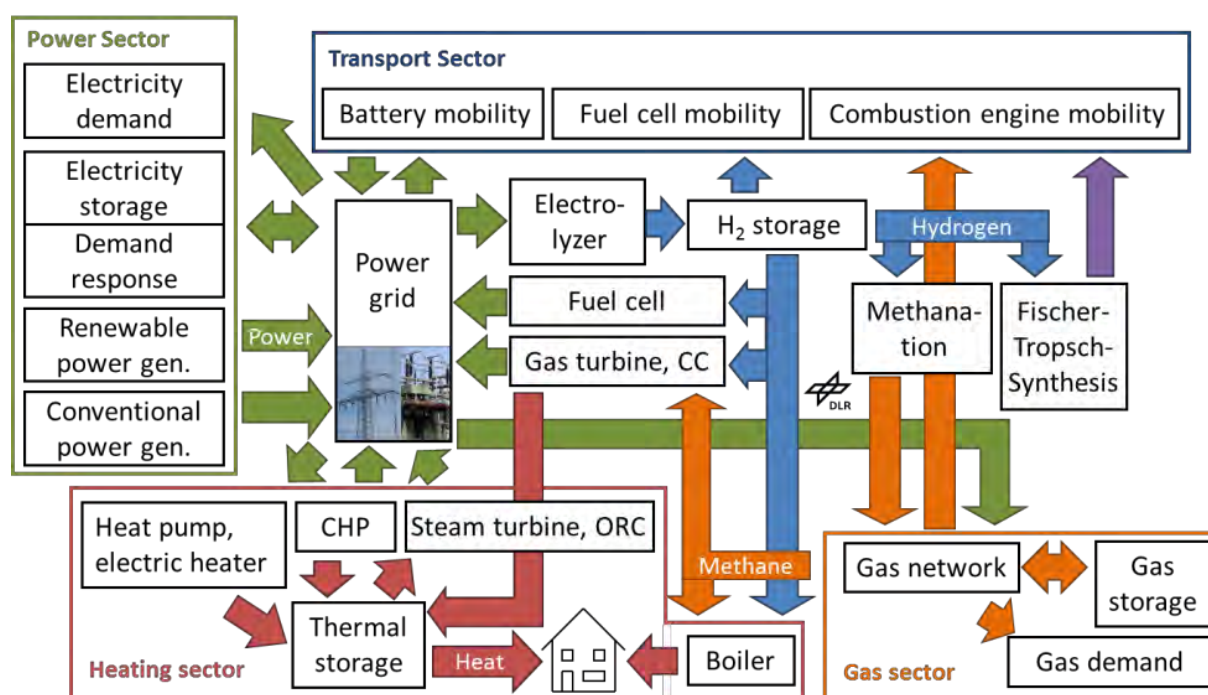 Power Sector
Electricity
demand
Electricity
storage
Demand
response
Renewable
power gen.
Conventional
power gen.
Transport Sector
Battery mobility
Fuel cell mobility
Combustion engine mobility
Power
Power
grid
Electro-
lyzer
H₂ storage
Hydrogen
Fuel cell
Gas turbine, CC
Methana-
tion
Fischer-
Tropsch-
Synthesis
DLR
Heat pump,
electric heater
CHP
Steam turbine, ORC
Thermal
storage
Heating sector
Heat
Methane
Boiler
Gas network
Gas
storage
Gas demand
Gas sector